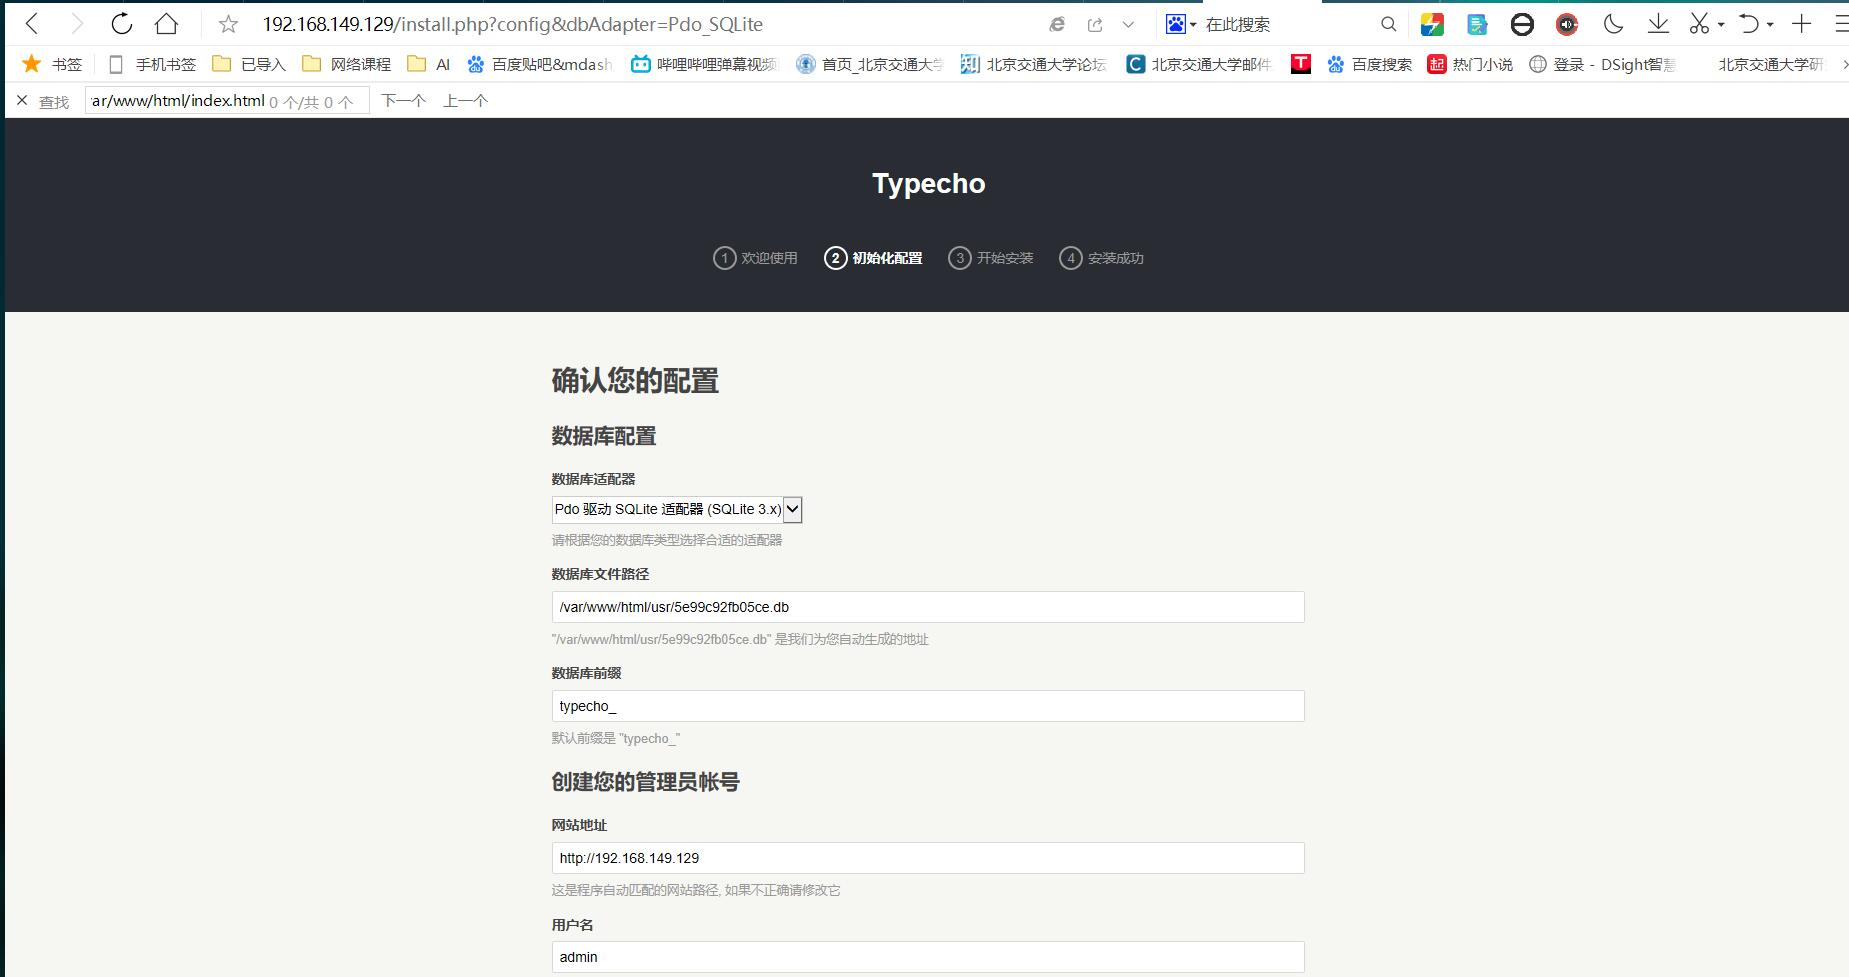 192.168.149.129/install.php?config&dbAdapter=Pdo_SQLite 在此搜索
书签 手机书签 已导入 网络课程 AI 百度贴吧&mdash 哔哩哔哩弹幕视频 首页_北京交通大学 北京交通大学论坛 北京交通大学邮件 百度搜索 热门小说 登录 - DSight智慧 北京交通大学研
查找 ar/www/html/index.html 0 个/共 0 个 下一个 上一个
Typecho
1 欢迎使用 2 初始化配置 3 开始安装 4 安装成功
确认您的配置
数据库配置
数据库适配器
Pdo 驱动 SQLite 适配器 (SQLite 3.x)
请根据您的数据库类型选择合适的适配器
数据库文件路径
/var/www/html/usr/5e99c92fb05ce.db
"/var/www/html/usr/5e99c92fb05ce.db" 是我们为您自动生成的地址
数据库前缀
typecho_
默认前缀是 "typecho_"
创建您的管理员帐号
网站地址
http://192.168.149.129
这是程序自动匹配的网站路径, 如果不正确请修改它
用户名
admin